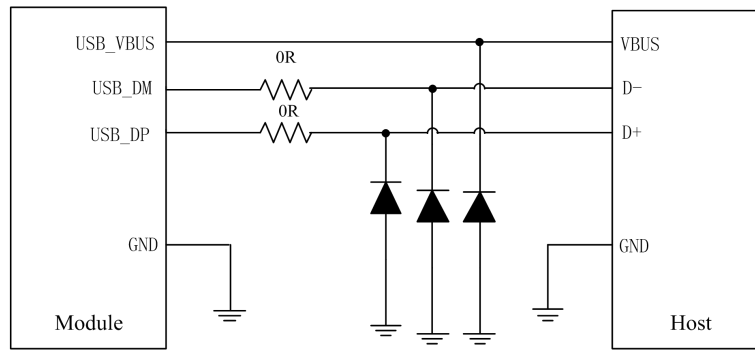 USB_VBUS
VBUS
0R
USB_DM
D-
0R
USB_DP
D+
GND
GND
Module
Host